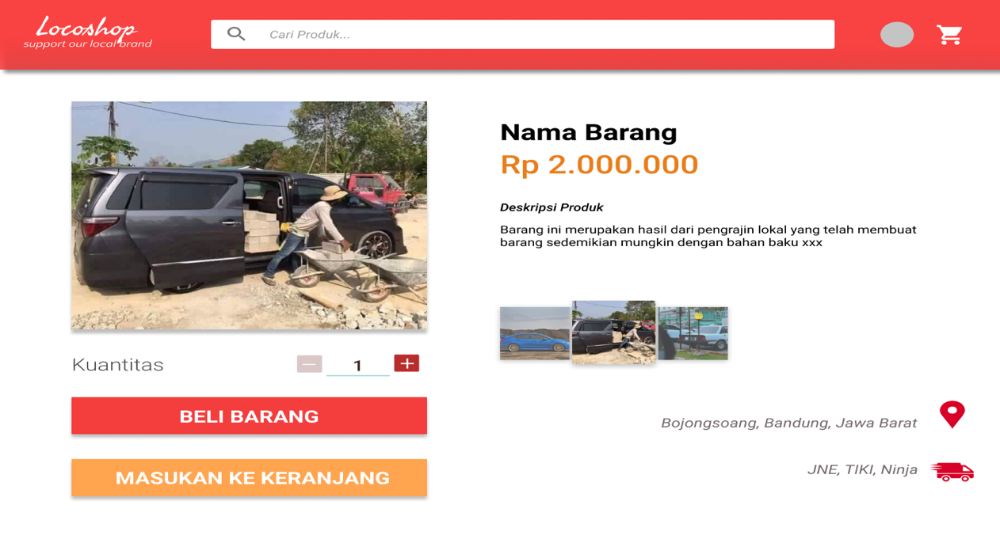 Locoshop
support our local brand
Cari Produk...
Nama Barang
Rp 2.000.000
Deskripsi Produk
Barang ini merupakan hasil dari pengrajin lokal yang telah membuat
barang sedemikian mungkin dengan bahan baku xxx
Kuantitas
1
BELI BARANG
MASUKAN KE KERANJANG
Bojongsoang, Bandung, Jawa Barat
JNE, TIKI, Ninja